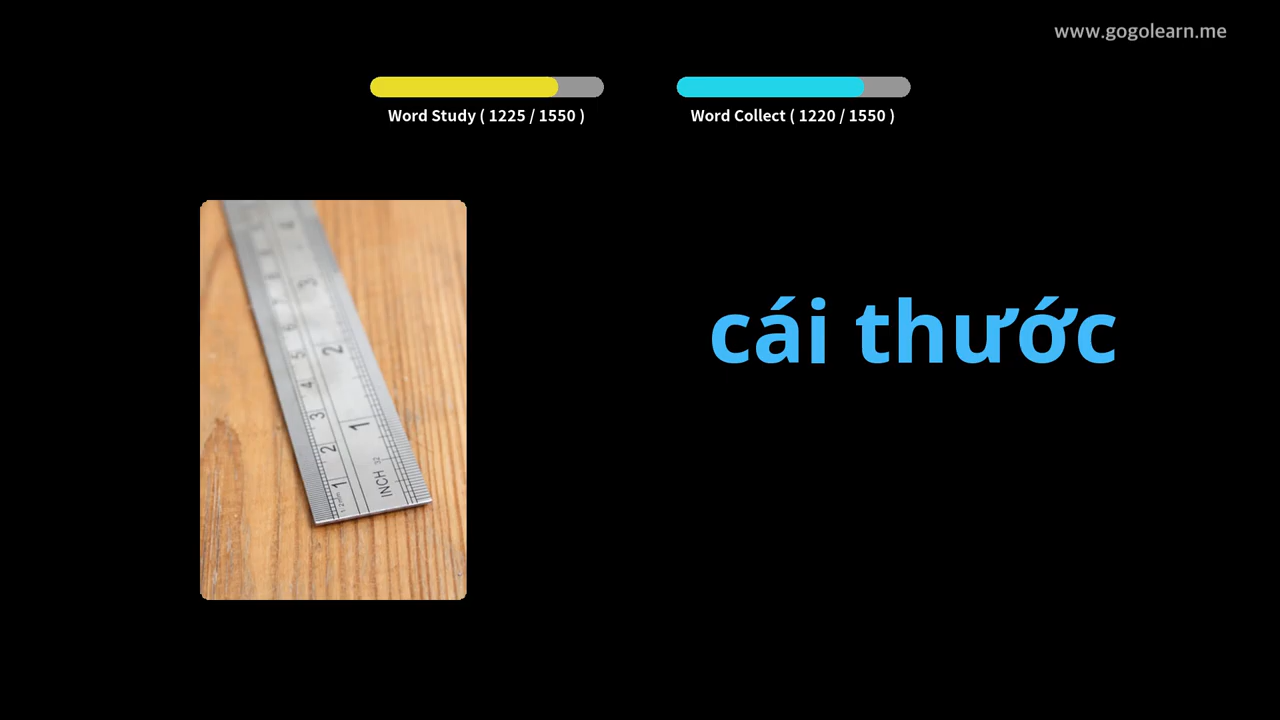 www.gogolearn.me
Word Study ( 1225 / 1550 )
Word Collect ( 1220 / 1550 )
cái thước
4
3
2
1
INCH 32
6
5
4
3
2
1